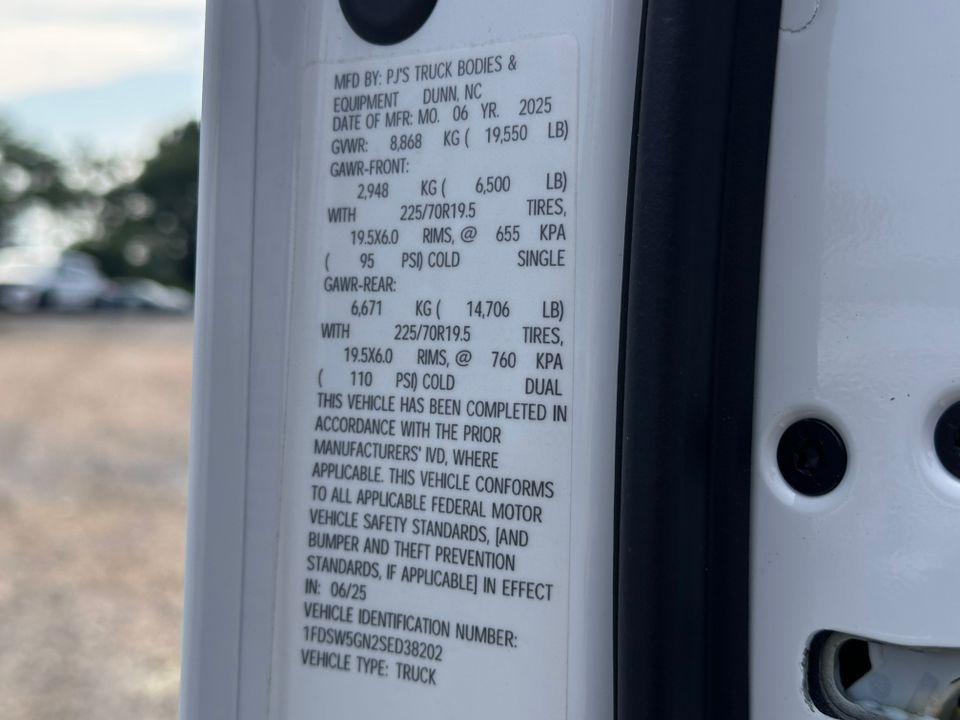 MFD BY: PJ'S TRUCK BODIES &
EQUIPMENT DUNN, NC
DATE OF MFR: MO. 06 YR. 2025
GVWR: 8,868 KG ( 19,550 LB)
GAWR-FRONT:
2,948 KG ( 6,500 LB)
WITH 225/70R19.5 TIRES,
19.5X6.0 RIMS, @ 655 KPA
( 95 PSI) COLD SINGLE
GAWR-REAR:
6,671 KG ( 14,706 LB)
WITH 225/70R19.5 TIRES,
19.5X6.0 RIMS, @ 760 KPA
( 110 PSI) COLD DUAL
THIS VEHICLE HAS BEEN COMPLETED IN
ACCORDANCE WITH THE PRIOR
MANUFACTURERS' IVD, WHERE
APPLICABLE. THIS VEHICLE CONFORMS
TO ALL APPLICABLE FEDERAL MOTOR
VEHICLE SAFETY STANDARDS, [AND
BUMPER AND THEFT PREVENTION
STANDARDS, IF APPLICABLE] IN EFFECT
IN: 06/25
VEHICLE IDENTIFICATION NUMBER:
1FDSW5GN2SED38202
VEHICLE TYPE: TRUCK